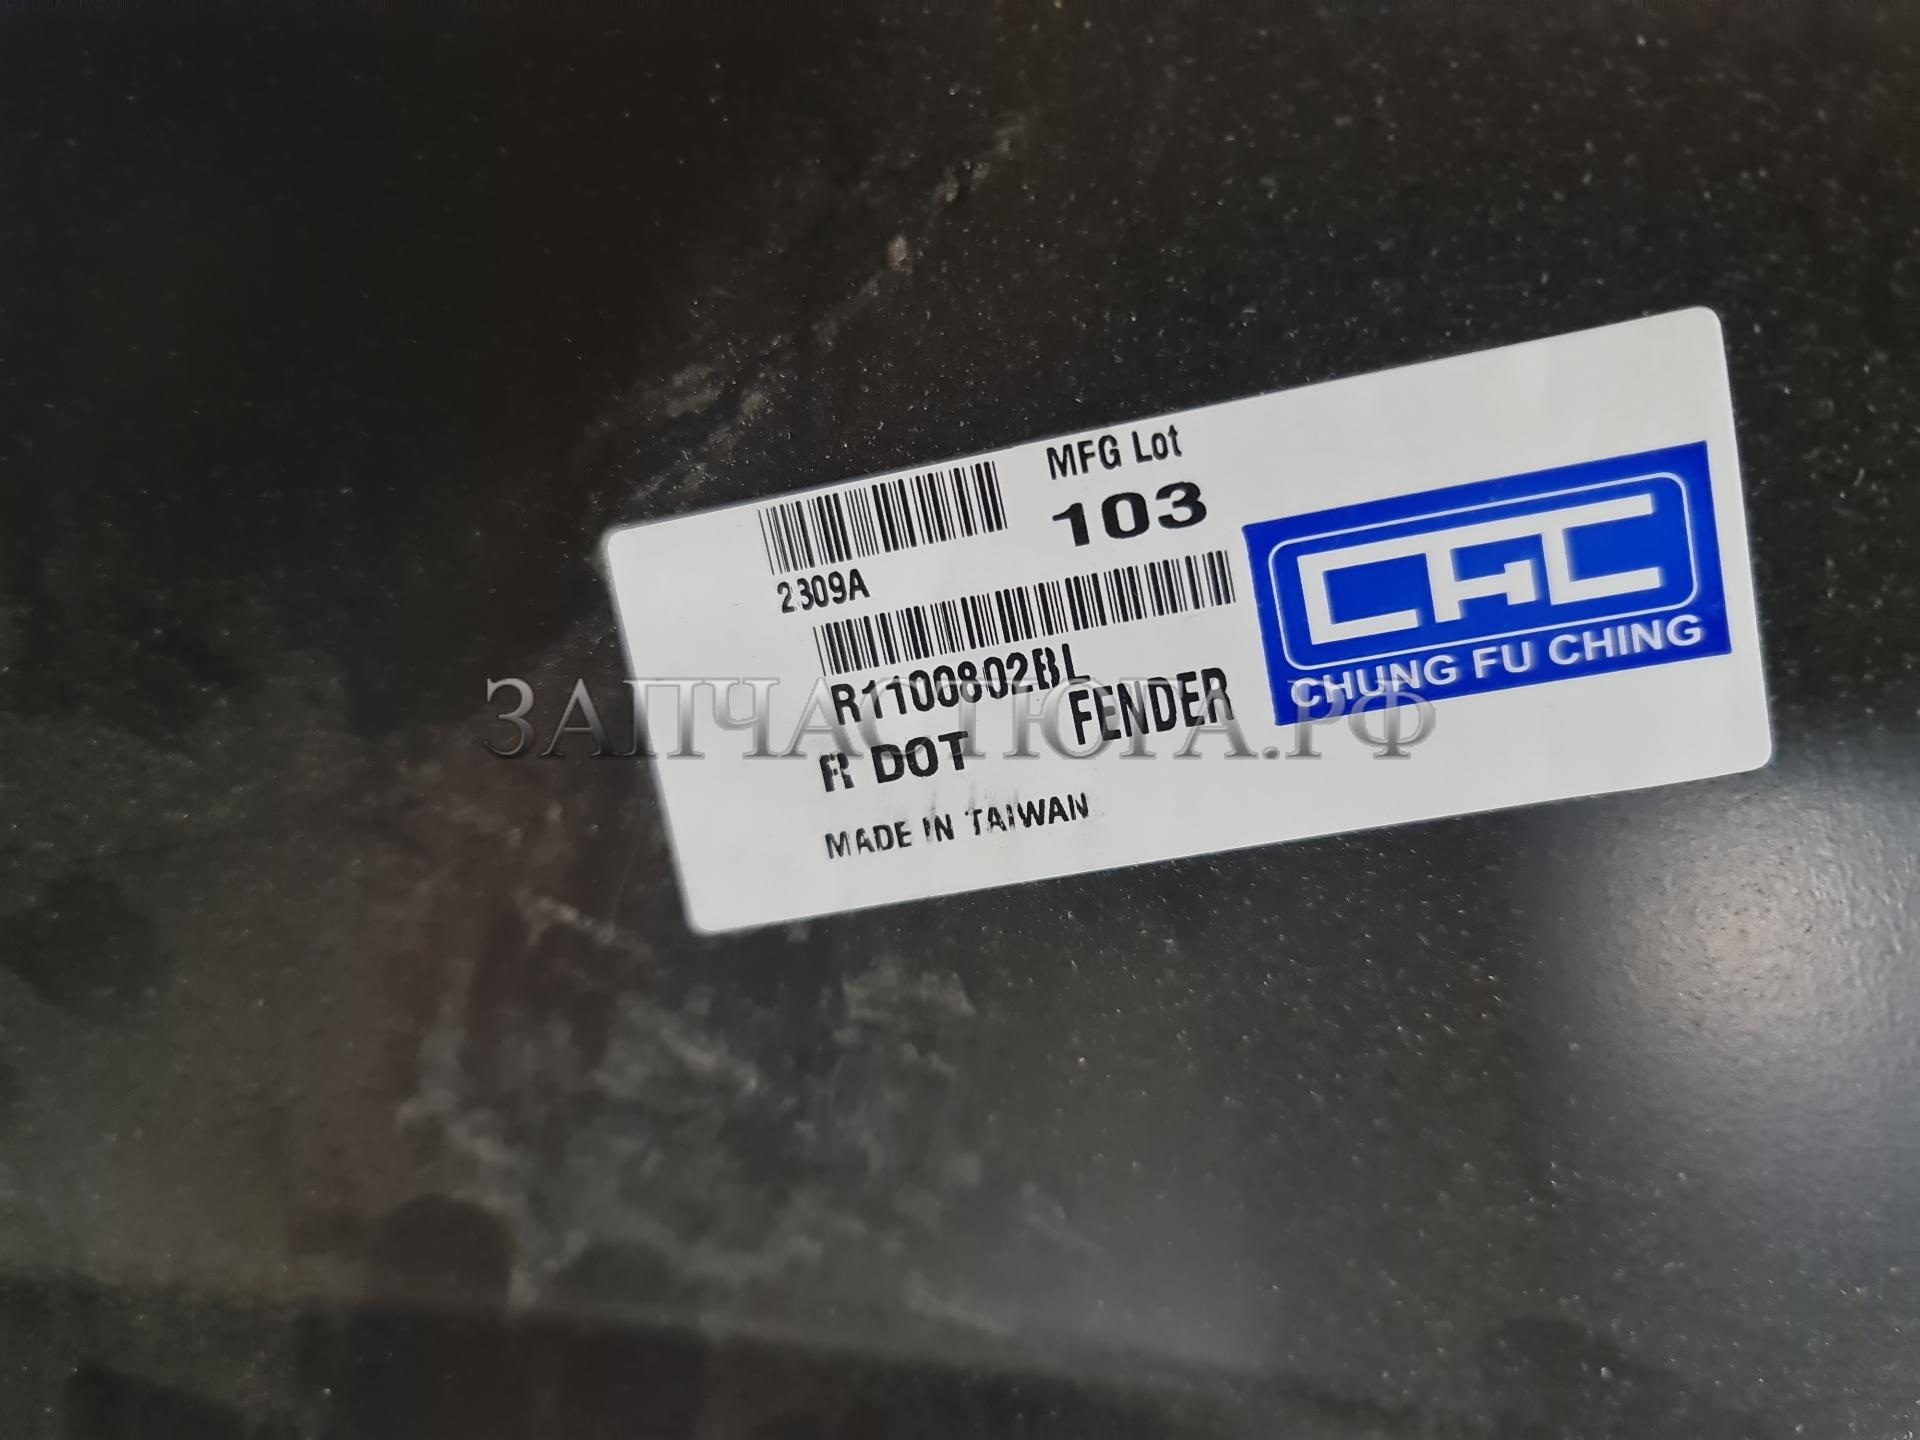 MFG Lot
103
2309A
R1100802BL
FENDER
R DOT
MADE IN TAIWAN
CFC
CHUNG FU CHING
ЗАПЧАСТЮГА.РФ